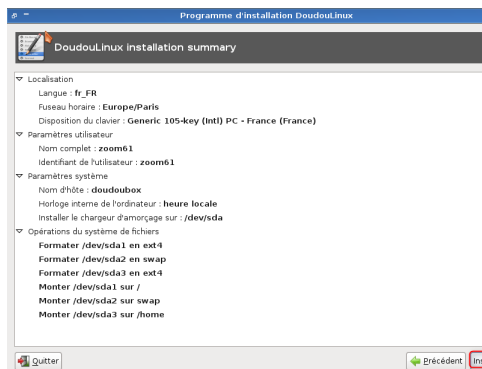 Programme d'installation DoudouLinux
DoudouLinux installation summary
Localisation
Langue : fr_FR
Fuseau horaire : Europe/Paris
Disposition du clavier : Generic 105-key (Intl) PC - France (France)
Paramètres utilisateur
Nom complet : zoom61
Identifiant de l'utilisateur : zoom61
Paramètres système
Nom d'hôte : doudoubox
Horloge interne de l'ordinateur : heure locale
Installer le chargeur d'amorçage sur : /dev/sda
Opérations du système de fichiers
Formater /dev/sda1 en ext4
Formater /dev/sda2 en swap
Formater /dev/sda3 en ext4
Monter /dev/sda1 sur /
Monter /dev/sda2 sur swap
Monter /dev/sda3 sur /home
Quitter
Précédent